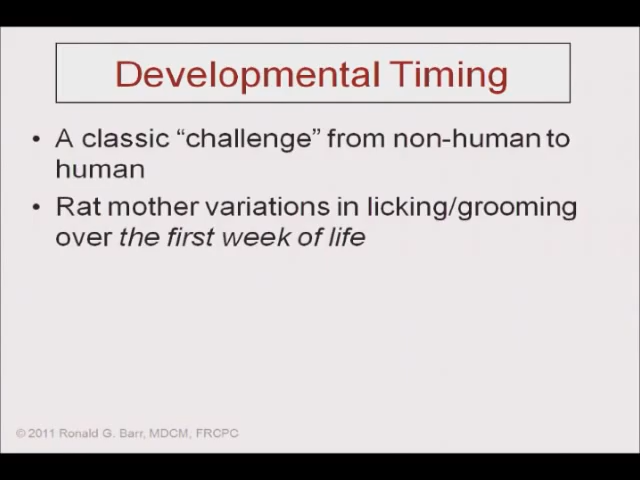 Developmental Timing
• A classic “challenge” from non-human to
human
• Rat mother variations in licking/grooming
over the first week of life
© 2011 Ronald G. Barr, MDCM, FRCPC